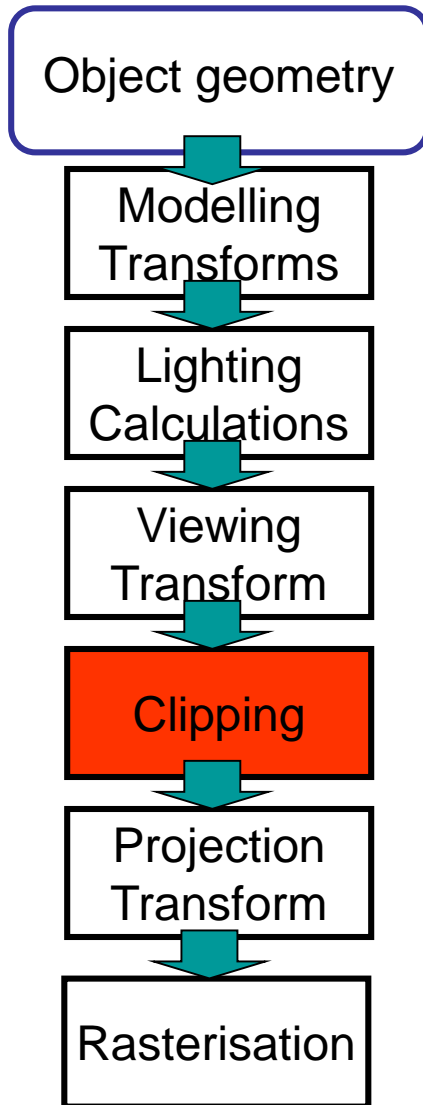 Object geometry
Modelling
Transforms
Lighting
Calculations
Viewing
Transform
Clipping
Projection
Transform
Rasterisation